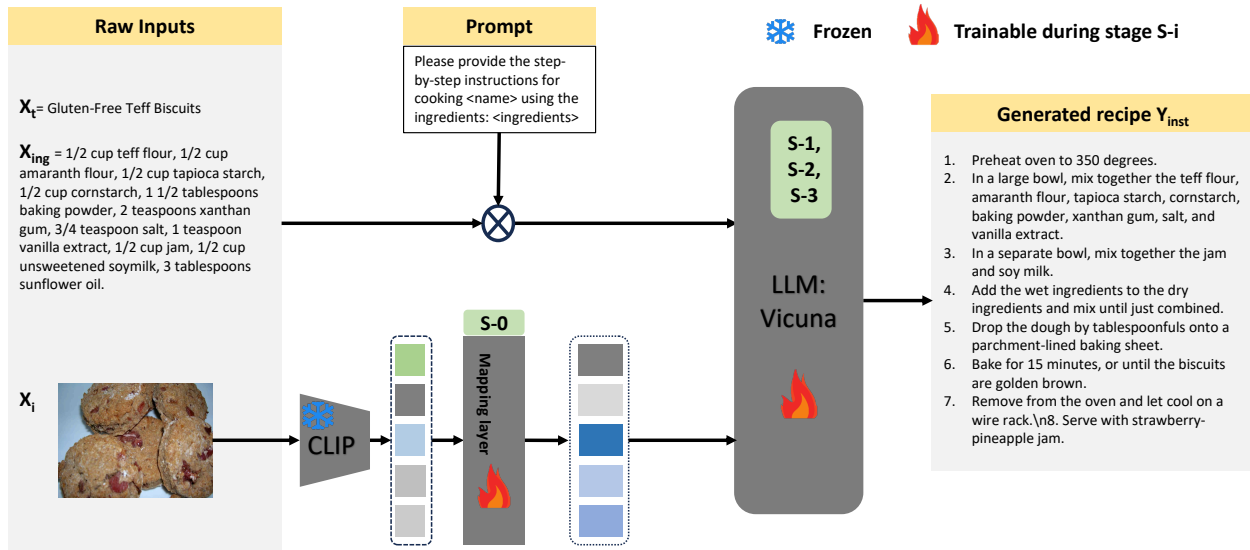 Raw Inputs
X_t= Gluten-Free Teff Biscuits
X_ing = 1/2 cup teff flour, 1/2 cup
amaranth flour, 1/2 cup tapioca starch,
1/2 cup cornstarch, 1 1/2 tablespoons
baking powder, 2 teaspoons xanthan
gum, 3/4 teaspoon salt, 1 teaspoon
vanilla extract, 1/2 cup jam, 1/2 cup
unsweetened soymilk, 3 tablespoons
sunflower oil.
X_i
Prompt
Please provide the step-
by-step instructions for
cooking <name> using the
ingredients: <ingredients>
CLIP
S-0
Mapping layer
Frozen
Trainable during stage S-i
S-1,
S-2,
S-3
LLM:
Vicuna
Generated recipe Y_inst
1. Preheat oven to 350 degrees.
2. In a large bowl, mix together the teff flour,
amaranth flour, tapioca starch, cornstarch,
baking powder, xanthan gum, salt, and
vanilla extract.
3. In a separate bowl, mix together the jam
and soy milk.
4. Add the wet ingredients to the dry
ingredients and mix until just combined.
5. Drop the dough by tablespoonfuls onto a
parchment-lined baking sheet.
6. Bake for 15 minutes, or until the biscuits
are golden brown.
7. Remove from the oven and let cool on a
wire rack.\n8. Serve with strawberry-
pineapple jam.